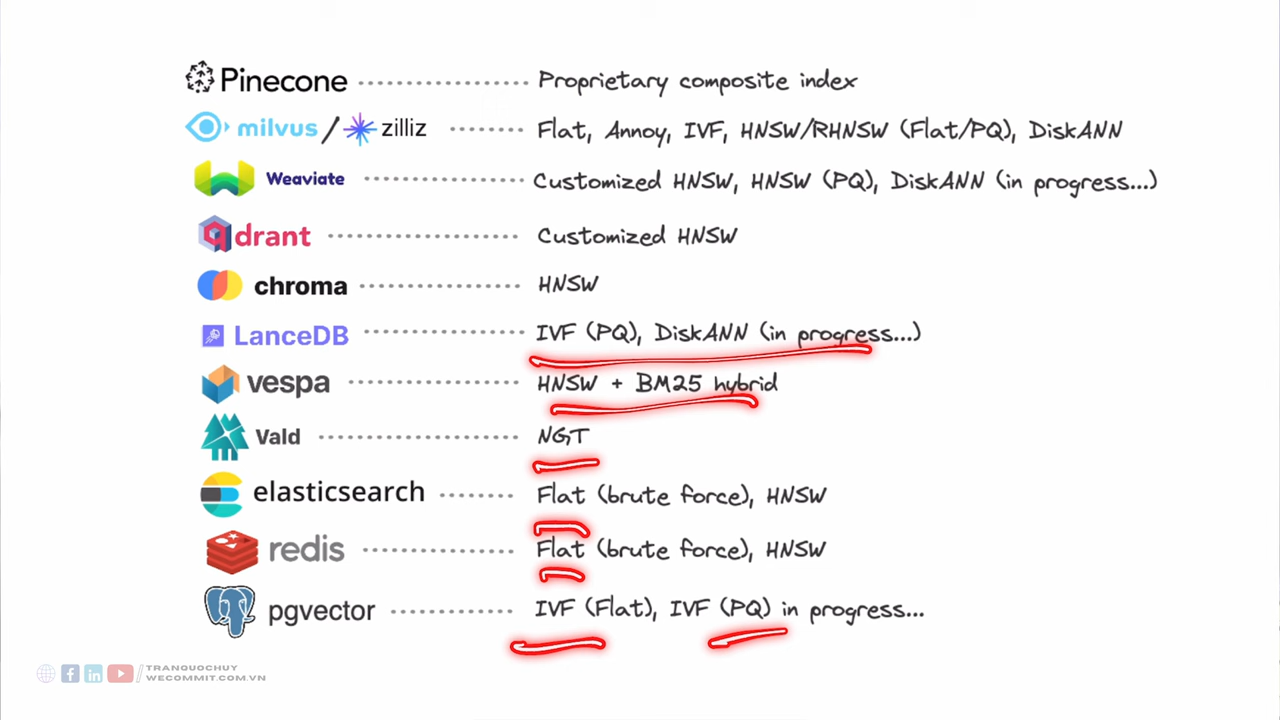 Pinecone Proprietary composite index
milvus / zilliz Flat, Annoy, IVF, HNSW/RHNSW (Flat/PQ), DiskANN
Weaviate Customized HNSW, HNSW (PQ), DiskANN (in progress...)
qdrant Customized HNSW
chroma HNSW
LanceDB IVF (PQ), DiskANN (in progress...)
vespa HNSW + BM25 hybrid
Vald NGT
elasticsearch Flat (brute force), HNSW
redis Flat (brute force), HNSW
pgvector IVF (Flat), IVF (PQ) in progress...
TRANQUOCHUY
WECOMMIT.COM.VN